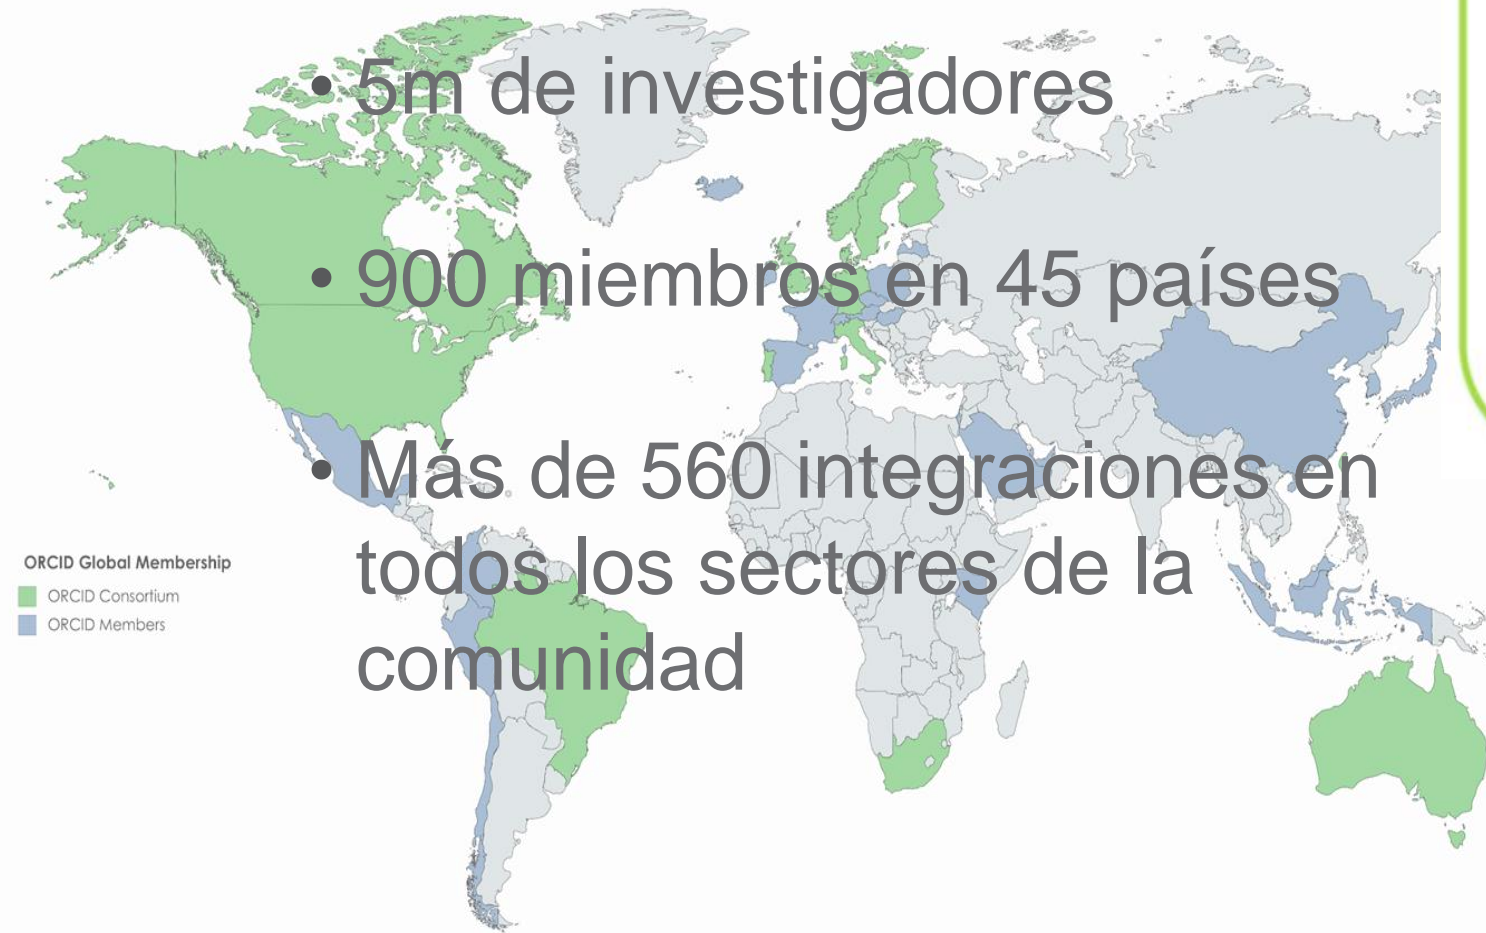 • 5m de investigadores
• 900 miembros en 45 países
• Más de 560 integraciones en
todos los sectores de la
comunidad
ORCID Global Membership
ORCID Consortium
ORCID Members